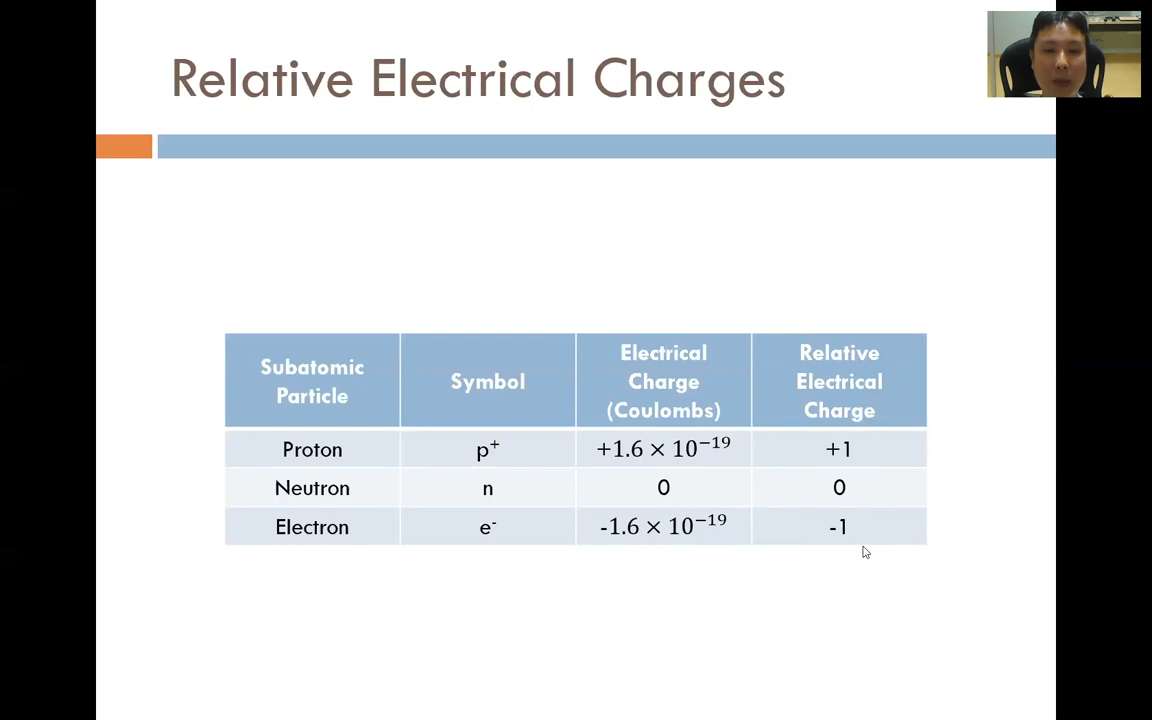 Relative Electrical Charges
Subatomic
Particle
Symbol
Electrical
Charge
(Coulombs)
Relative
Electrical
Charge
Proton p⁺ +1.6 × 10⁻¹⁹ +1
Neutron n 0 0
Electron e⁻ -1.6 × 10⁻¹⁹ -1